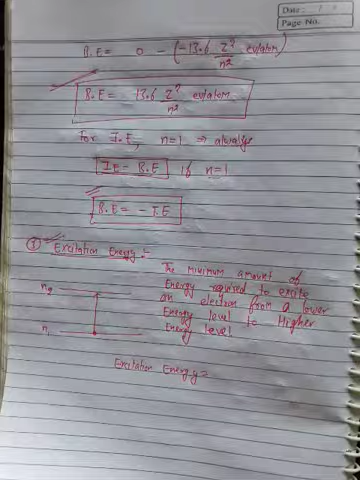 Date : / /
Page No.
B.E = 0 - (-13.6 Z²/n² ev/atom)
B.E = 13.6 Z²/n² ev/atom
For I.E, n=1 ⇒ always
IE = B.E if n=1
B.E = - T.E
① Excitation Energy:-
The minimum amount of
Energy required to excite
an electron from a lower
Energy level to Higher
Energy level
n₂
n₁
Excitation Energy =